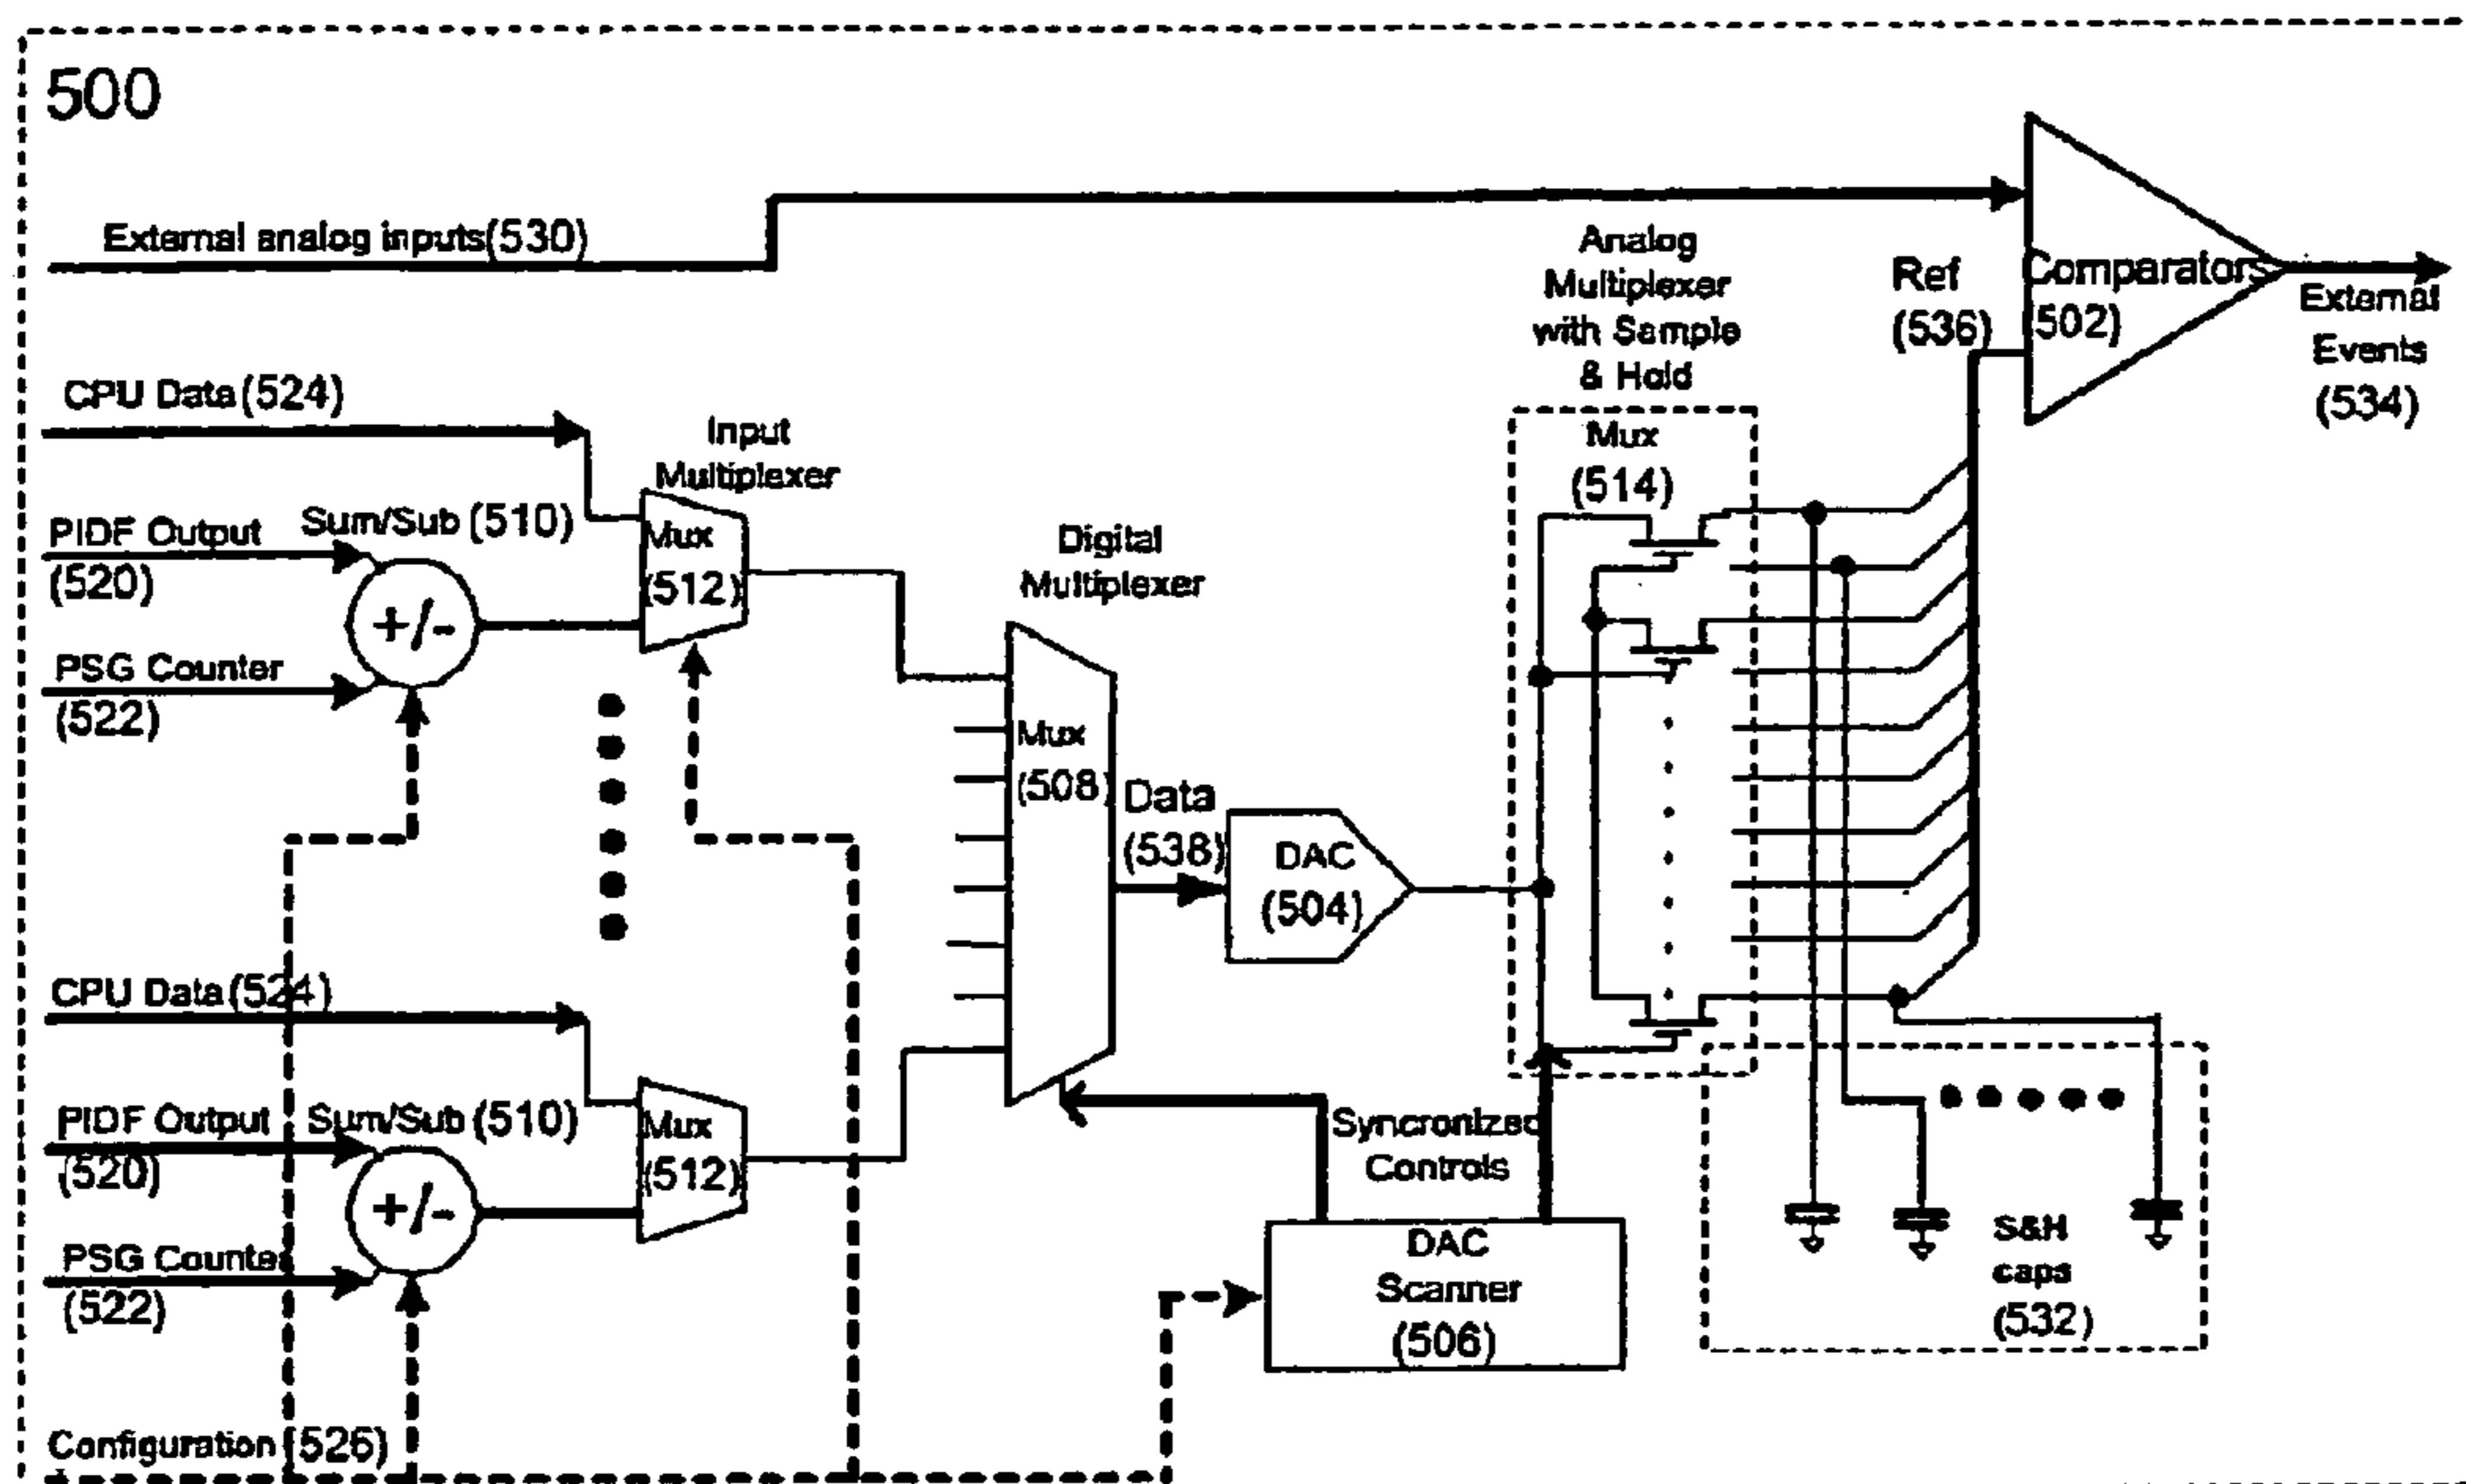 500
External analog inputs(530)
Analog
Multiplexer
with Sample
& Hold
Ref
(536)
Comparators
(502)
External
Events
(534)
CPU Data (524)
Input
Multiplexer
Mux
(514)
PIDF Output
(520)
Sum/Sub (510)
Mux
(512)
+/-
Digital
Multiplexer
PSG Counter
(522)
Mux
(508)
Data
(538)
DAC
(504)
CPU Data (524)
PIDF Output
(520)
Sum/Sub (510)
Mux
(512)
+/-
Syncronized
Controls
PSG Counter
(522)
DAC
Scanner
(506)
S&H
caps
(532)
Configuration (526)